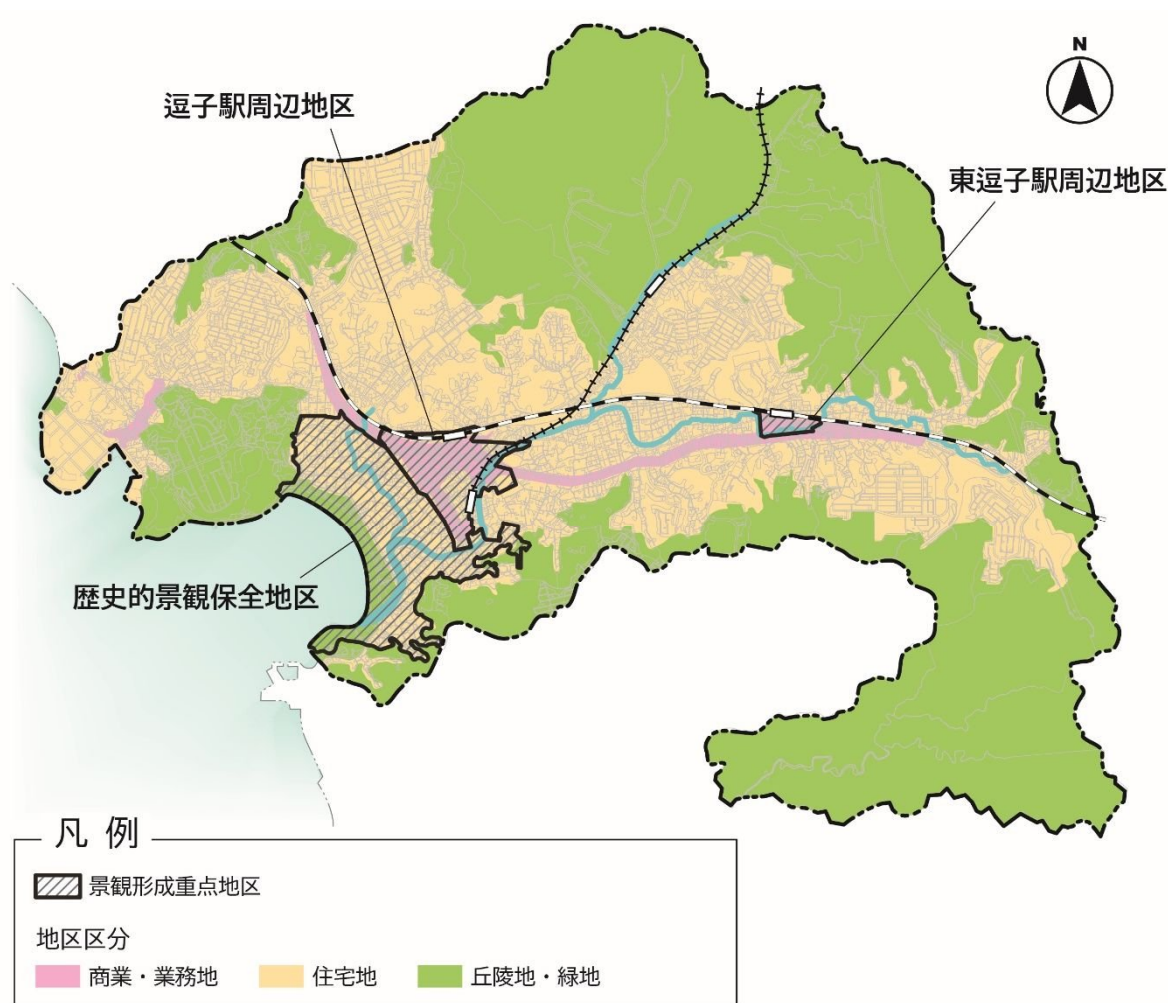 N
逗子駅周辺地区
東逗子駅周辺地区
歴史的景観保全地区
凡例
景観形成重点地区
地区区分
商業・業務地
住宅地
丘陵地・緑地